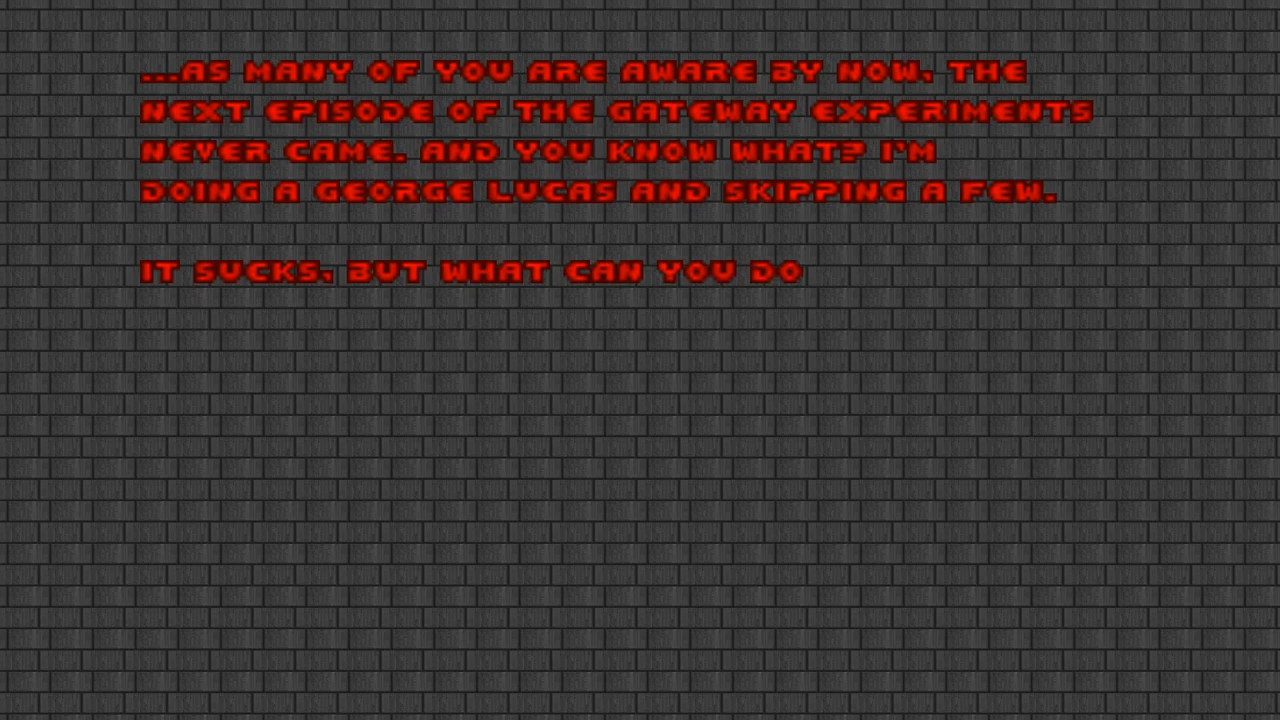 ...AS MANY OF YOU ARE AWARE BY NOW, THE
NEXT EPISODE OF THE GATEWAY EXPERIMENTS
NEVER CAME. AND YOU KNOW WHAT? I'M
DOING A GEORGE LUCAS AND SKIPPING A FEW.
IT SUCKS, BUT WHAT CAN YOU DO